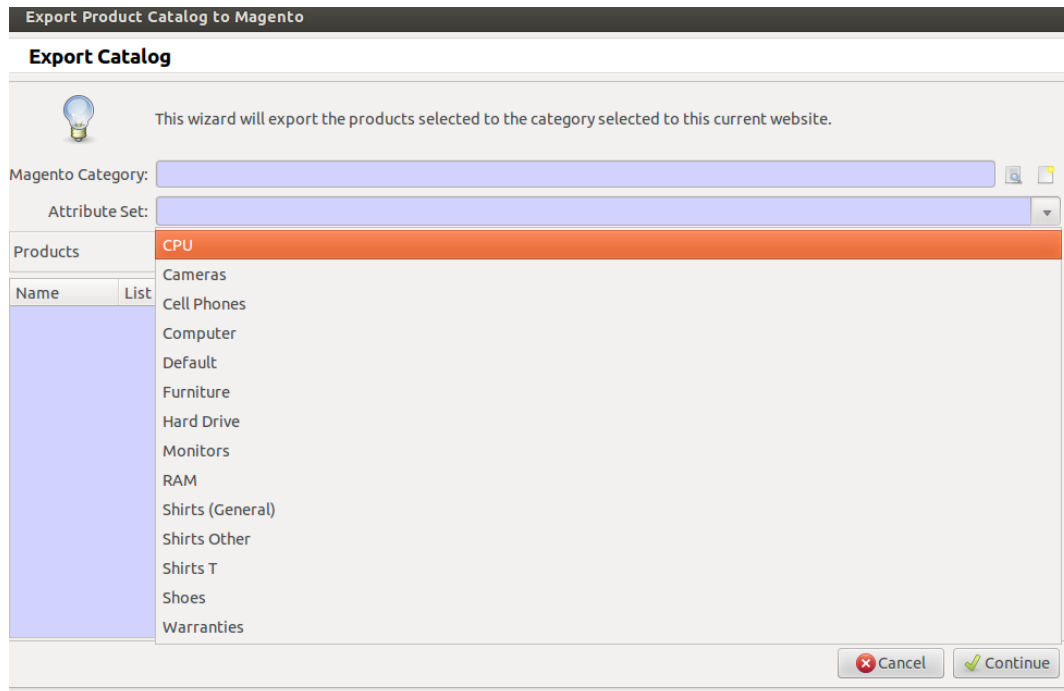 Export Product Catalog to Magento
Export Catalog
This wizard will export the products selected to the category selected to this current website.
Magento Category:
Attribute Set:
Products
Name List
CPU
Cameras
Cell Phones
Computer
Default
Furniture
Hard Drive
Monitors
RAM
Shirts (General)
Shirts Other
Shirts T
Shoes
Warranties
Cancel Continue